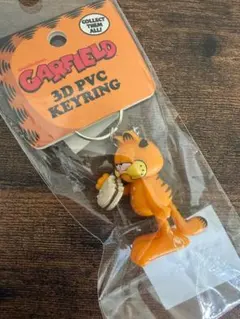 COLLECT
THEM
ALL!
GARFIELD
3D PVC
KEYRING